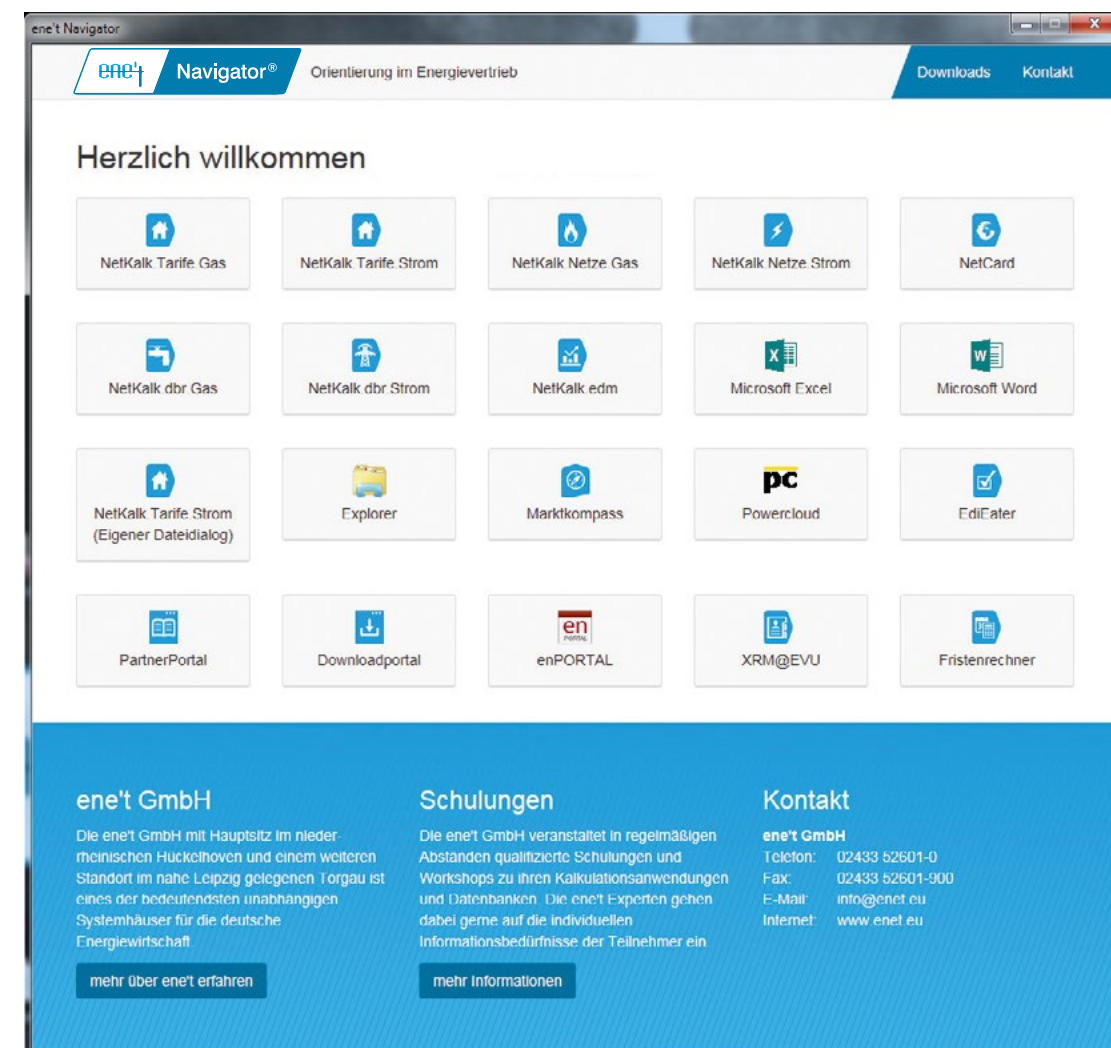 ene't Navigator
ene't Navigator® Orientierung im Energievertrieb Downloads Kontakt
Herzlich willkommen
NetKalk.Tarife.Gas NetKalk.Tarife.Strom NetKalk.Netze.Gas NetKalk.Netze.Strom NetCard
NetKalk.dbr Gas NetKalk.dbr.Strom NetKalk.edm Microsoft Excel Microsoft Word
NetKalk.Tarife.Strom Explorer Marktkompass Powercloud EdiEater
(Eigener Dateidialog)
PartnerPortal Downloadportal enPORTAL XRM@EVU Fristenrechner
ene't GmbH
Die ene't GmbH mit Hauptsitz im nieder-
rheinischen Hückelhoven und einem weiteren
Standort im nahe Leipzig gelegenen Torgau ist
eines der bedeutendsten unabhängigen
Systemhäuser für die deutsche
Energiewirtschaft.
mehr über ene't erfahren
Schulungen
Die ene't GmbH veranstaltet in regelmäßigen
Abständen qualifizierte Schulungen und
Workshops zu ihren Kalkulationsanwendungen
und Datenbanken. Die ene't Experten gehen
dabei gerne auf die individuellen
Informationsbedürfnisse der Teilnehmer ein.
mehr Informationen
Kontakt
ene't GmbH
Telefon: 02433 52601-0
Fax: 02433 52601-900
E-Mail: info@enet.eu
Internet: www.enet.eu